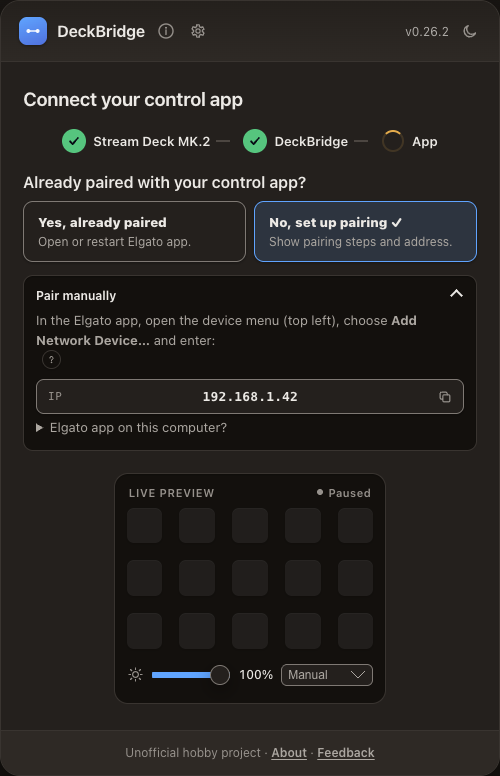 DeckBridge
v0.26.2
Connect your control app
Stream Deck MK.2
DeckBridge
App
Already paired with your control app?
Yes, already paired
Open or restart Elgato app.
No, set up pairing ✓
Show pairing steps and address.
Pair manually
In the Elgato app, open the device menu (top left), choose Add
Network Device... and enter:
?
IP 192.168.1.42
Elgato app on this computer?
LIVE PREVIEW
Paused
100%
Manual
Unofficial hobby project · About · Feedback